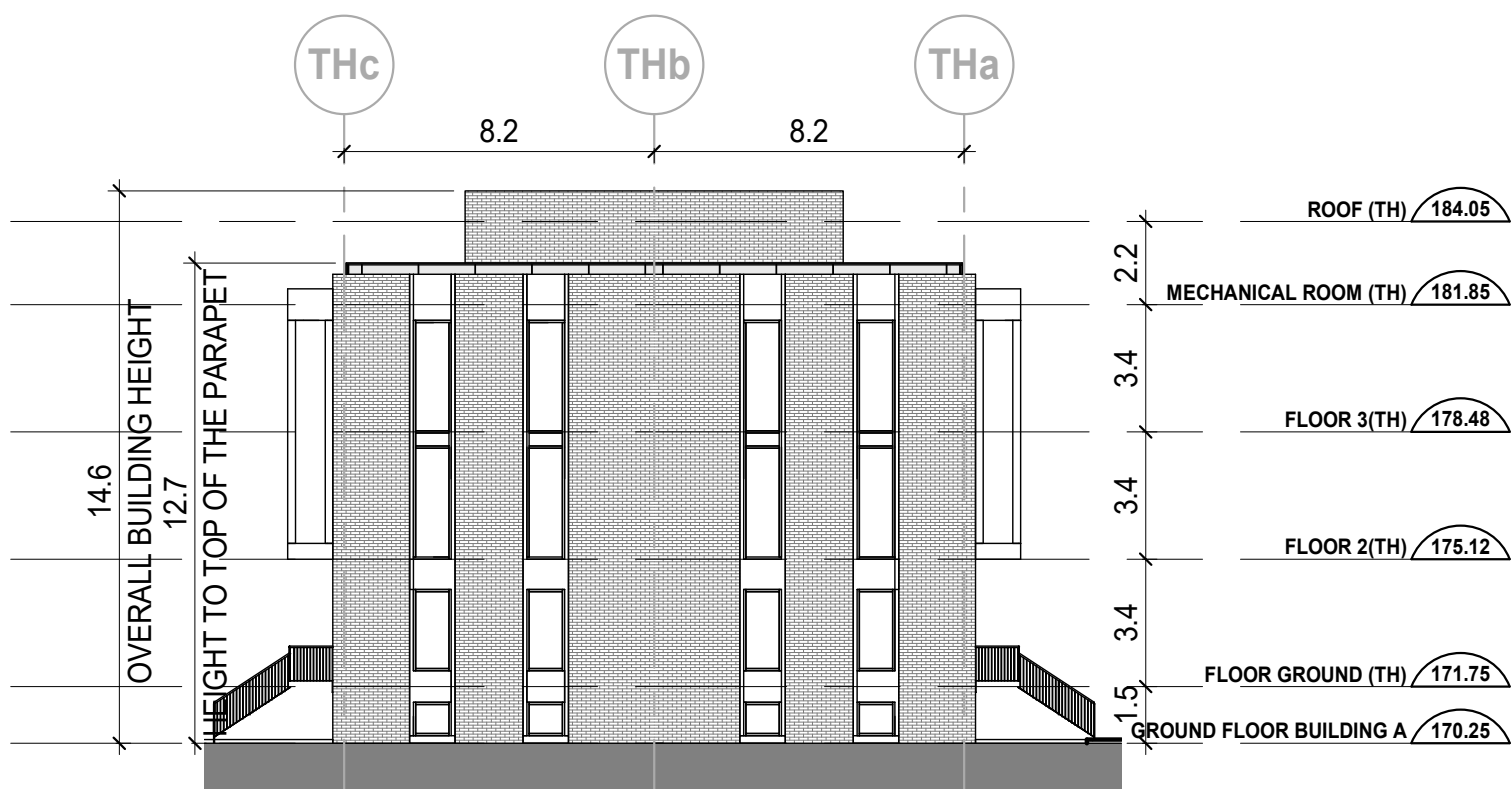 THc
THb
THa
8.2
8.2
ROOF (TH) 184.05
2.2
MECHANICAL ROOM (TH) 181.85
3.4
FLOOR 3(TH) 178.48
3.4
FLOOR 2(TH) 175.12
3.4
FLOOR GROUND (TH) 171.75
1.5
GROUND FLOOR BUILDING A 170.25
14.6
OVERALL BUILDING HEIGHT
12.7
HEIGHT TO TOP OF THE PARAPET